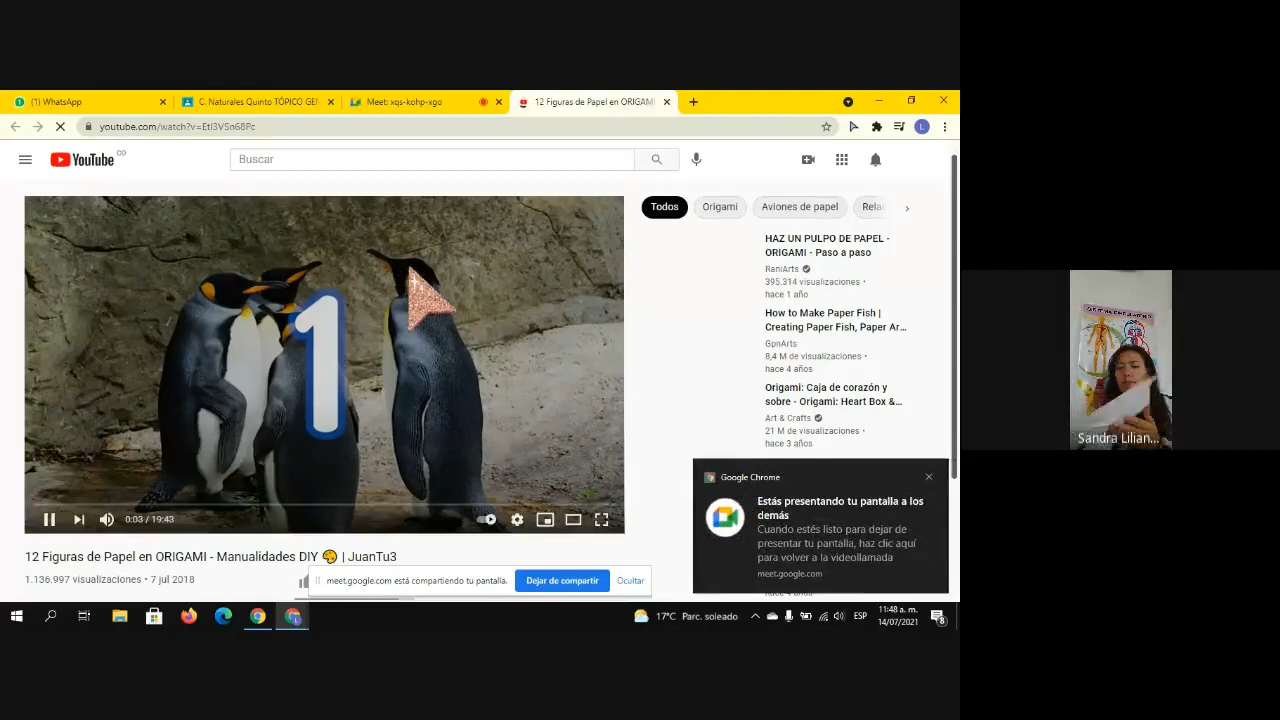 (1) WhatsApp
C. Naturales Quinto TÓPICO GEN
Meet: xqs-kohp-xgo
12 Figuras de Papel en ORIGAMI
youtube.com/watch?v=Etl3VSn68Pc
L
YouTube CO
Buscar
Todos
Origami
Aviones de papel
Rela
HAZ UN PULPO DE PAPEL -
ORIGAMI - Paso a paso
RaniArts
395.314 visualizaciones •
hace 1 año
How to Make Paper Fish |
Creating Paper Fish, Paper Ar...
GpnArts
8,4 M de visualizaciones •
hace 4 años
Origami: Caja de corazón y
sobre - Origami: Heart Box &...
Art & Crafts
21 M de visualizaciones •
hace 3 años
1
0:03 / 19:43
12 Figuras de Papel en ORIGAMI - Manualidades DIY | JuanTu3
1.136.997 visualizaciones • 7 jul 2018
meet.google.com está compartiendo tu pantalla.
Dejar de compartir
Ocultar
Google Chrome
Estás presentando tu pantalla a los
demás
Cuando estés listo para dejar de
presentar tu pantalla, haz clic aquí
para volver a la videollamada
meet.google.com
17°C Parc. soleado
ESP
11:48 a. m.
14/07/2021
8
Sandra Lilian...